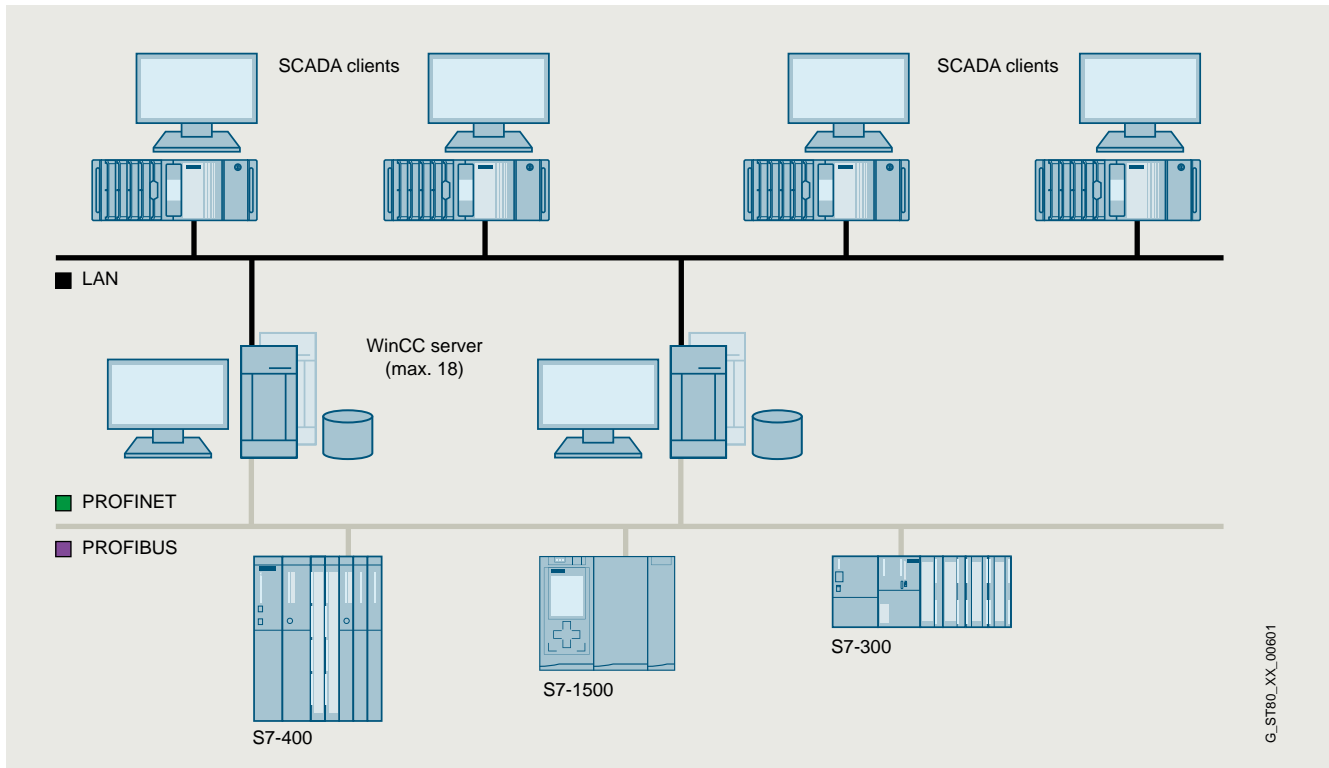 SCADA clients
SCADA clients
LAN
WinCC server
(max. 18)
PROFINET
PROFIBUS
S7-400
S7-1500
S7-300
G_ST80_XX_00601